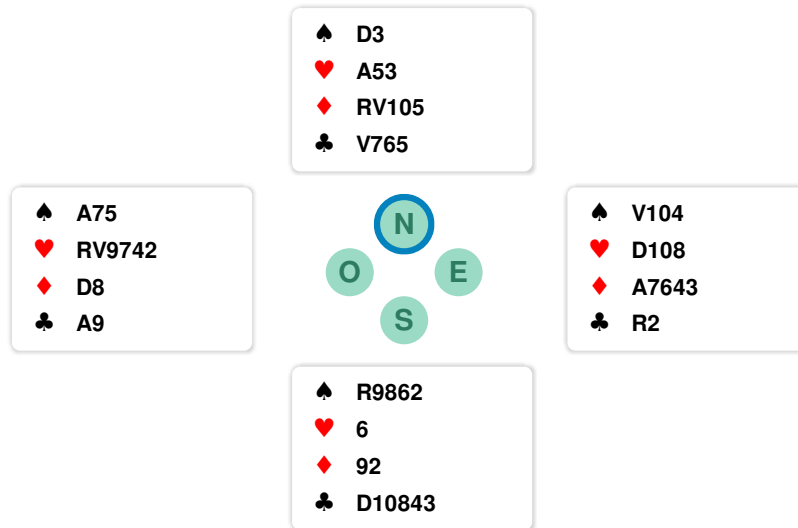 ♠ D3
♥ A53
♦ RV105
♣ V765
♠ A75
♥ RV9742
♦ D8
♣ A9
N
O
E
S
♠ V104
♥ D108
♦ A7643
♣ R2
♠ R9862
♥ 6
♦ 92
♣ D10843